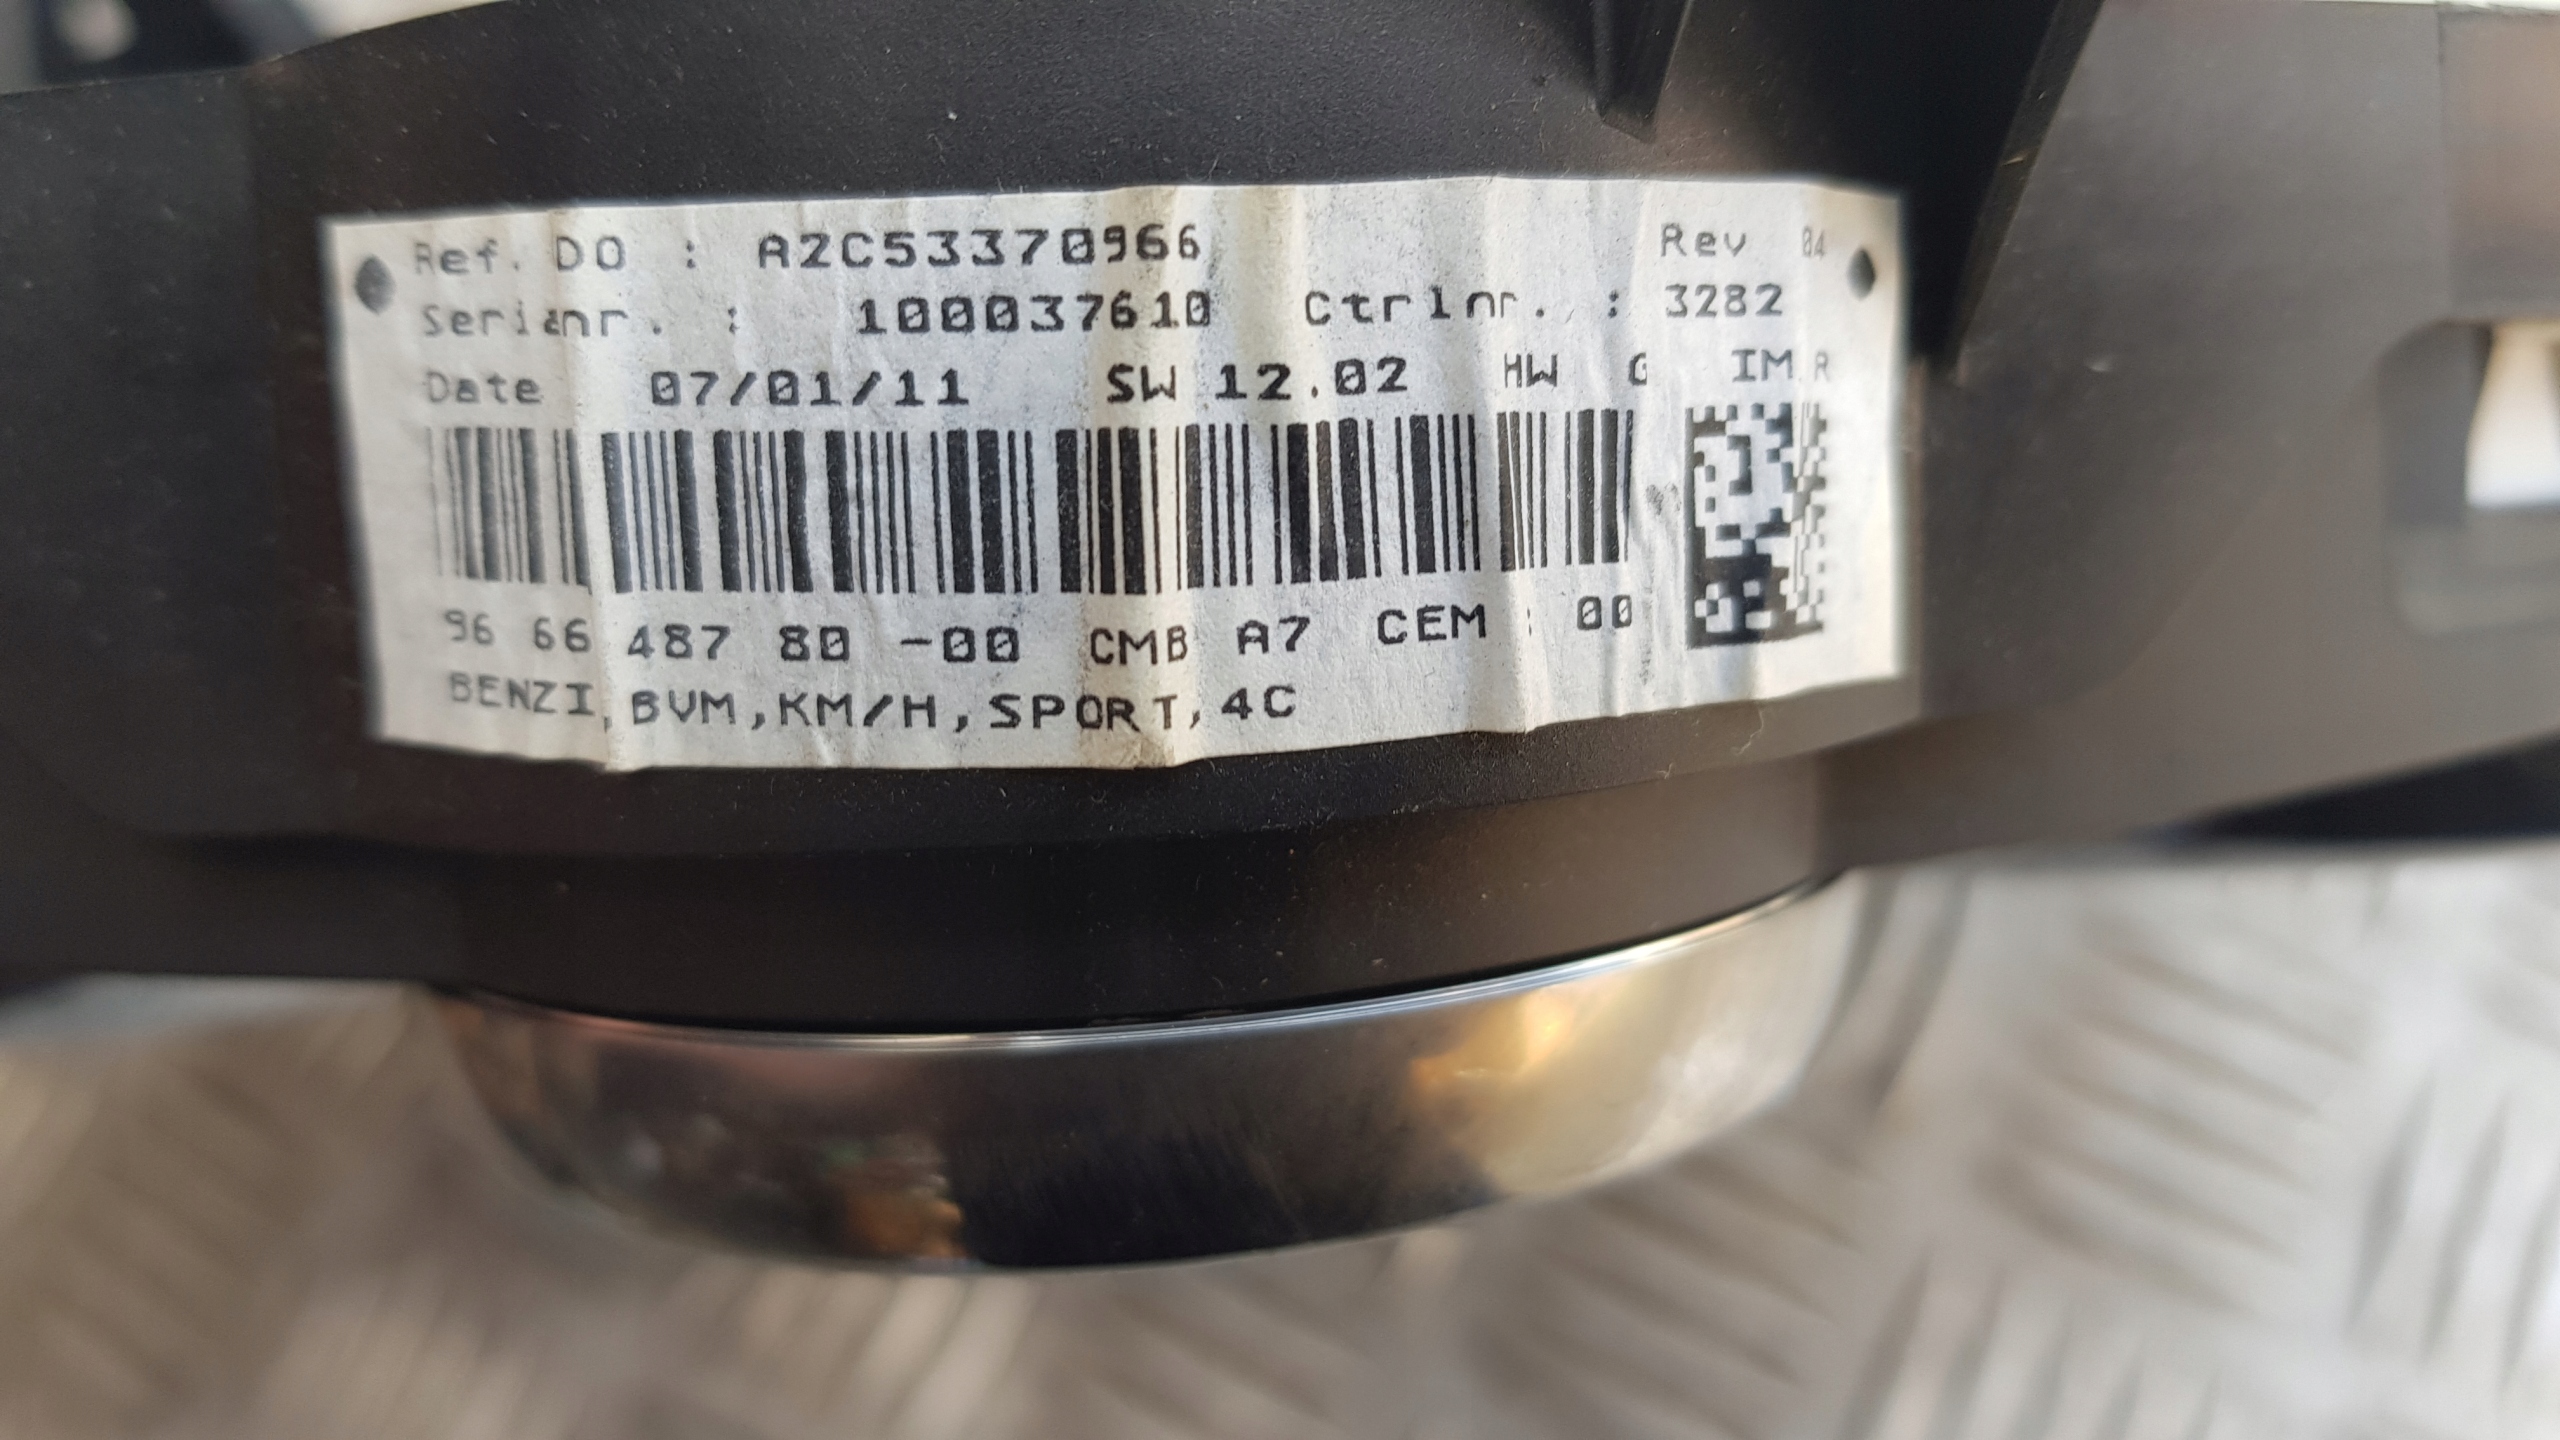 Ref. DO : A2C53370966 Rev 04
Serianr. : 100037610 Ctrlnr. : 3282
Date 07/01/11 SW 12.02 HW G IM R
96 66 487 80 -00 CMB A7 CEM : 00
BENZI,BVM,KM/H,SPORT,4C